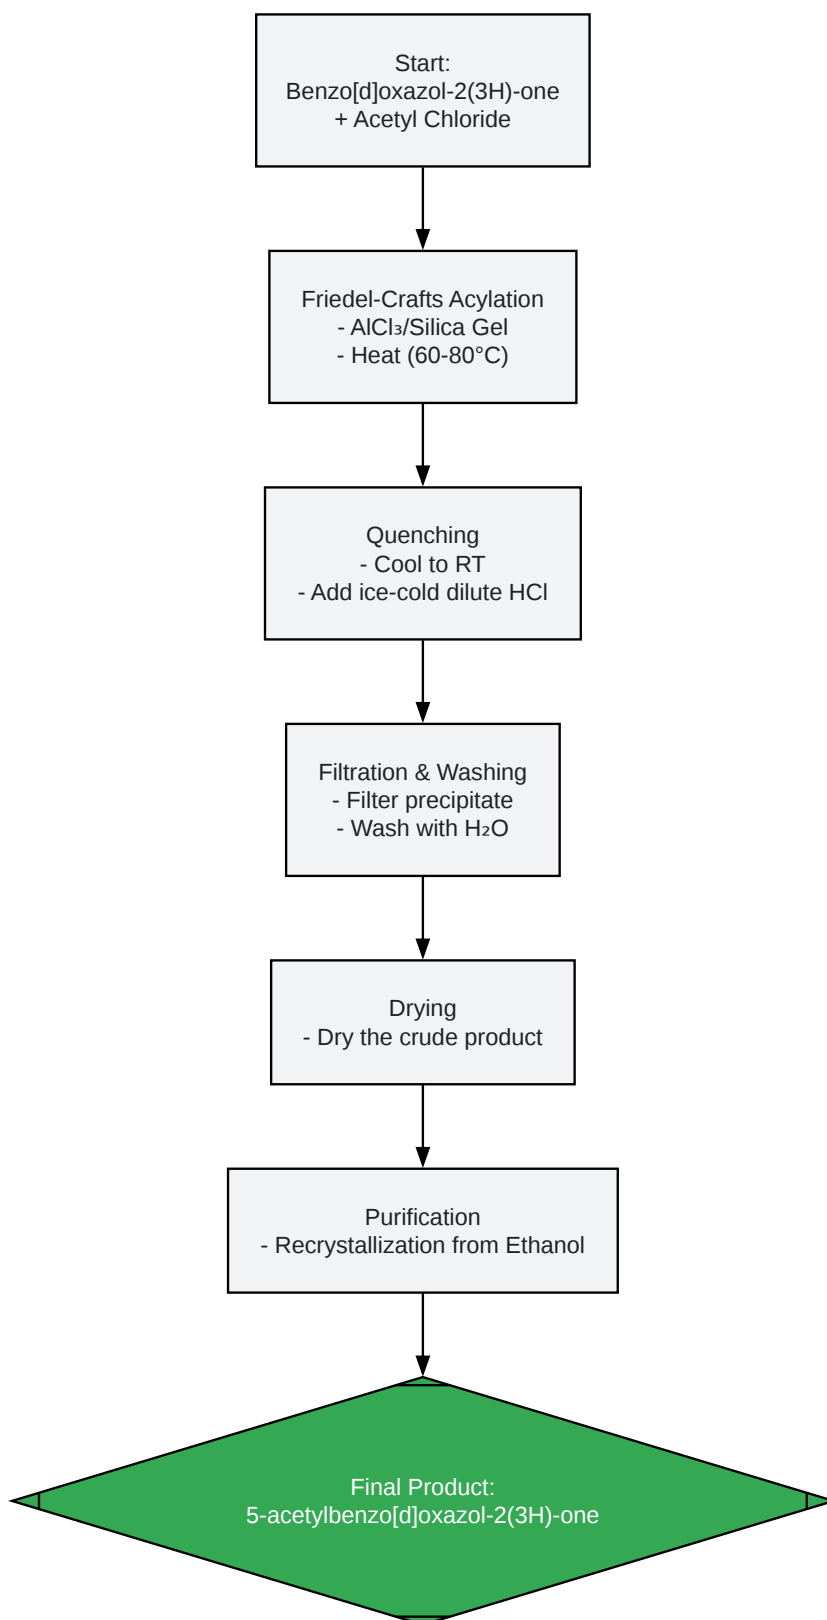 Start:
Benzo[d]oxazol-2(3H)-one
+ Acetyl Chloride
Friedel-Crafts Acylation
- AlCl₃/Silica Gel
- Heat (60-80°C)
Quenching
- Cool to RT
- Add ice-cold dilute HCl
Filtration & Washing
- Filter precipitate
- Wash with H₂O
Drying
- Dry the crude product
Purification
- Recrystallization from Ethanol
Final Product:
5-acetylbenzo[d]oxazol-2(3H)-one